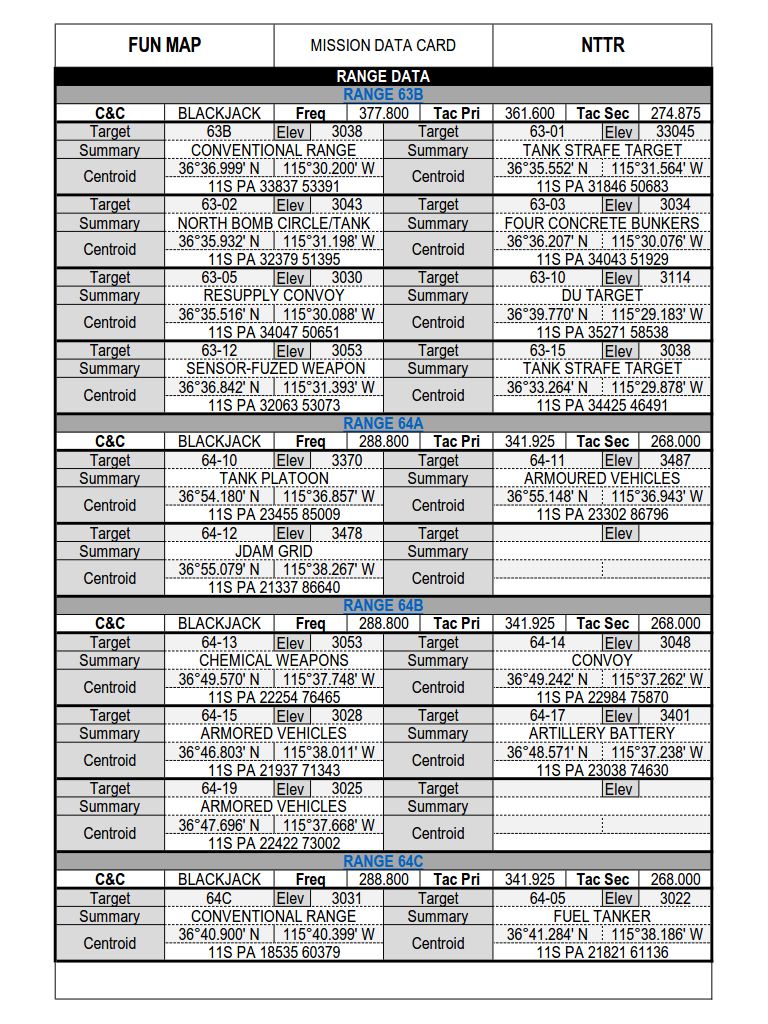 FUN MAP MISSION DATA CARD NTTR
RANGE DATA
RANGE 63B
C&C BLACKJACK Freq 377.800 Tac Pri 361.600 Tac Sec 274.875
Target 63B Elev 3038 Target 63-01 Elev 33045
Summary CONVENTIONAL RANGE Summary TANK STRAFE TARGET
Centroid 36°36.999' N 115°30.200' W Centroid 36°35.552' N 115°31.564' W
11S PA 33837 53391 11S PA 31846 50683
Target 63-02 Elev 3043 Target 63-03 Elev 3034
Summary NORTH BOMB CIRCLE/TANK Summary FOUR CONCRETE BUNKERS
Centroid 36°35.932' N 115°31.198' W Centroid 36°36.207' N 115°30.076' W
11S PA 32379 51395 11S PA 34043 51929
Target 63-05 Elev 3030 Target 63-10 Elev 3114
Summary RESUPPLY CONVOY Summary DU TARGET
Centroid 36°35.516' N 115°30.088' W Centroid 36°39.770' N 115°29.183' W
11S PA 34047 50651 11S PA 35271 58538
Target 63-12 Elev 3053 Target 63-15 Elev 3038
Summary SENSOR-FUZED WEAPON Summary TANK STRAFE TARGET
Centroid 36°36.842' N 115°31.393' W Centroid 36°33.264' N 115°29.878' W
11S PA 32063 53073 11S PA 34425 46491
RANGE 64A
C&C BLACKJACK Freq 288.800 Tac Pri 341.925 Tac Sec 268.000
Target 64-10 Elev 3370 Target 64-11 Elev 3487
Summary TANK PLATOON Summary ARMOURED VEHICLES
Centroid 36°54.180' N 115°36.857' W Centroid 36°55.148' N 115°36.943' W
11S PA 23455 85009 11S PA 23302 86796
Target 64-12 Elev 3478 Target Elev
Summary JDAM GRID Summary
Centroid 36°55.079' N 115°38.267' W Centroid
11S PA 21337 86640
RANGE 64B
C&C BLACKJACK Freq 288.800 Tac Pri 341.925 Tac Sec 268.000
Target 64-13 Elev 3053 Target 64-14 Elev 3048
Summary CHEMICAL WEAPONS Summary CONVOY
Centroid 36°49.570' N 115°37.748' W Centroid 36°49.242' N 115°37.262' W
11S PA 22254 76465 11S PA 22984 75870
Target 64-15 Elev 3028 Target 64-17 Elev 3401
Summary ARMORED VEHICLES Summary ARTILLERY BATTERY
Centroid 36°46.803' N 115°38.011' W Centroid 36°48.571' N 115°37.238' W
11S PA 21937 71343 11S PA 23038 74630
Target 64-19 Elev 3025 Target Elev
Summary ARMORED VEHICLES Summary
Centroid 36°47.696' N 115°37.668' W Centroid
11S PA 22422 73002
RANGE 64C
C&C BLACKJACK Freq 288.800 Tac Pri 341.925 Tac Sec 268.000
Target 64C Elev 3031 Target 64-05 Elev 3022
Summary CONVENTIONAL RANGE Summary FUEL TANKER
Centroid 36°40.900' N 115°40.399' W Centroid 36°41.284' N 115°38.186' W
11S PA 18535 60379 11S PA 21821 61136